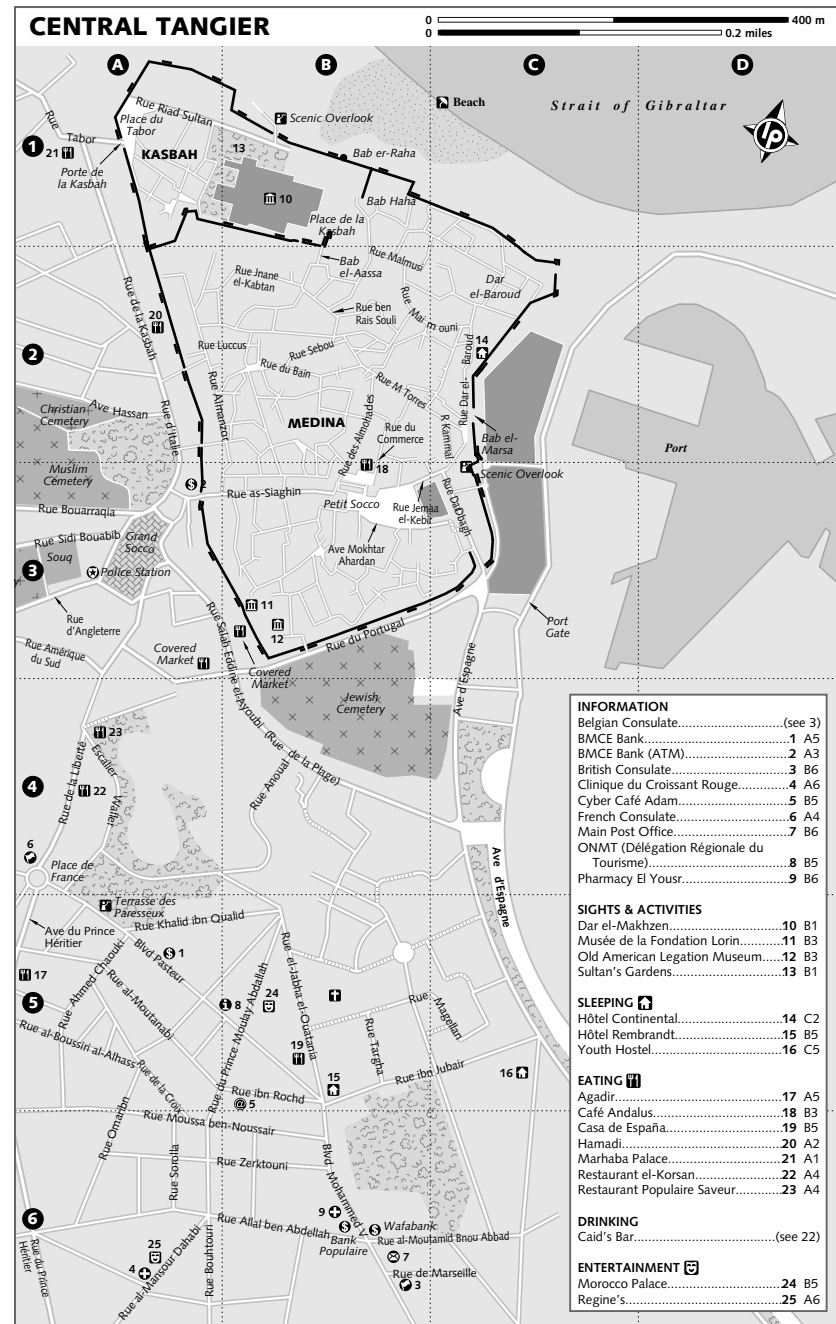 CENTRAL TANGIER
0 400 m
0 0.2 miles
A B C D
Beach
Strait of Gibraltar
lp
Rue Riad Sultan
Scenic Overlook
Rue Tabor
Place du
Tabor
1
21
KASBAH
13
Bab er-Raha
Porte de
la Kasbah
10
Bab Haha
Place de la
Kasbah
Bab
el-Aassa
Rue Malmusi
Rue Jnane
el-Kabtan
Dar
el-Baroud
Rue de la Kasbah
Rue ben
Rais Souli
Rue Mai m ouni
20
14
2
Rue Luccus
Rue Sebou
Rue du Bain
Rue M Torres
Rue Dar el-
Baroud
Christian
Cemetery
Ave Hassan
Rue d'Italie
Rue Almanzor
MEDINA
Rue des Almohades
Rue du
Commerce
R Kammal
Bab el-
Marsa
Port
Muslim
Cemetery
18
Scenic Overlook
2
Rue as-Siaghin
Rue Bouarraqia
Petit Socco
Rue Jemaa
el-Kebir
Rue Dar Dbagh
Rue Sidi Bouabib
Grand
Socco
Souq
Ave Mokhtar
Ahardan
3
Police Station
11
12
Rue
d'Angleterre
Port
Gate
Rue Amérique
du Sud
Covered
Market
Rue Salah Eddine el-Ayoubi (Rue de la Plage)
Covered
Market
Rue du Portugal
Ave d'Espagne
Jewish
Cemetery
23
Escalier
Waller
4
22
Rue de la Liberté
Rue Anoual
6
Place de
France
Ave d'Espagne
Terrasse des
Paresseux
Rue Khalid ibn Qualid
Ave du Prince
Héritier
Blvd Pasteur
1
17
Rue Ahmed Chaouki
Rue al-Moutanabi
Rue el-Jabha el-Ouatania
5
8
24
Rue Magellan
Rue al-Boussiri al-Alhass
Rue du Prince Moulay Abdallah
19
Rue Targha
Rue de la Croix
15
Rue ibn Jubair
16
Rue ibn Rochd
5
Rue Omaribn
Rue Moussa ben-Noussair
Rue Sorolla
Rue Zerktouni
Blvd Mohammed V
9
6
Wafabank
Rue Allal ben Abdellah
Bank
Populaire
Rue al-Moutamid Bnou Abbad
25
7
4
Rue du Prince
Héritier
Rue al-Mansour Dahabi
Rue Bouhtouri
Rue de Marseille
3
INFORMATION
Belgian Consulate..............................(see 3)
BMCE Bank..............................1 A5
BMCE Bank (ATM)..............................2 A3
British Consulate..............................3 B6
Clinique du Croissant Rouge..............................4 A6
Cyber Café Adam..............................5 B5
French Consulate..............................6 A4
Main Post Office..............................7 B6
ONMT (Délégation Régionale du
Tourisme)..............................8 B5
Pharmacy El Yousr..............................9 B6
SIGHTS & ACTIVITIES
Dar el-Makhzen..............................10 B1
Musée de la Fondation Lorin..............................11 B3
Old American Legation Museum..............................12 B3
Sultan's Gardens..............................13 B1
SLEEPING
Hôtel Continental..............................14 C2
Hôtel Rembrandt..............................15 B5
Youth Hostel..............................16 C5
EATING
Agadir..............................17 A5
Café Andalus..............................18 B3
Casa de España..............................19 B5
Hamadi..............................20 A2
Marhaba Palace..............................21 A1
Restaurant el-Korsan..............................22 A4
Restaurant Populaire Saveur..............................23 A4
DRINKING
Caid's Bar..............................(see 22)
ENTERTAINMENT
Morocco Palace..............................24 B5
Regine's..............................25 A6